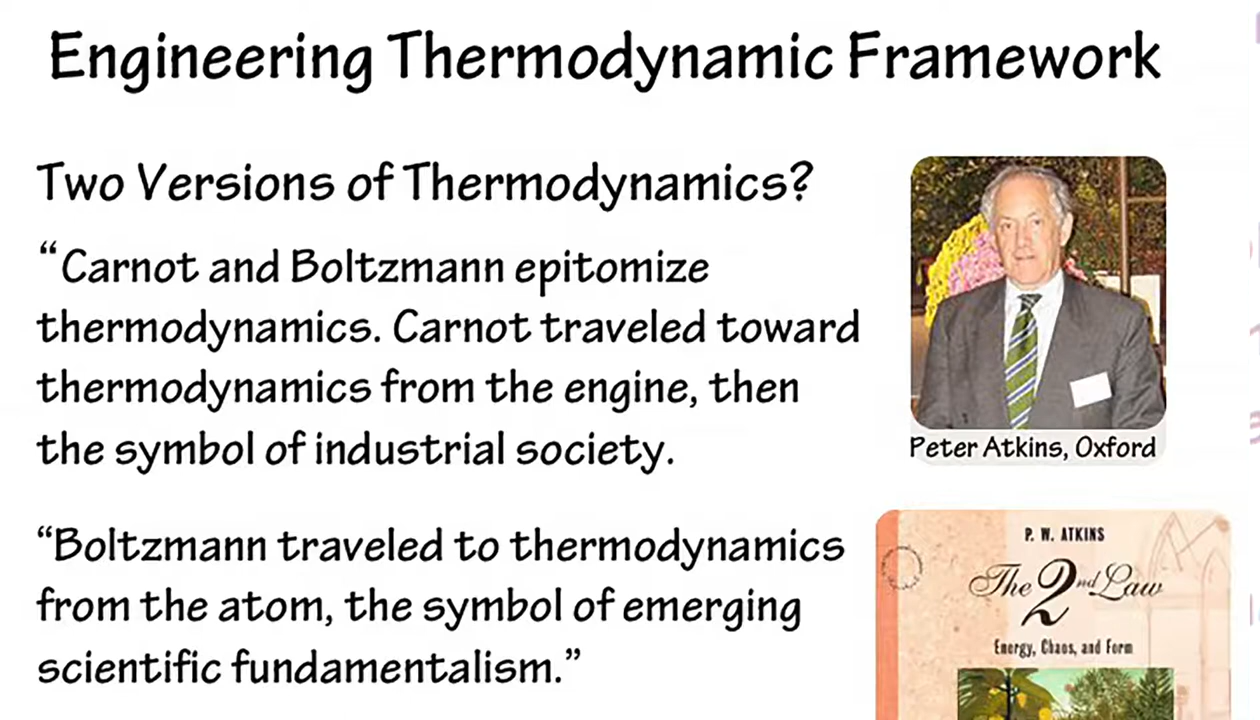 Engineering Thermodynamic Framework
Two Versions of Thermodynamics?
“Carnot and Boltzmann epitomize
thermodynamics. Carnot traveled toward
thermodynamics from the engine, then
the symbol of industrial society.
“Boltzmann traveled to thermodynamics
from the atom, the symbol of emerging
scientific fundamentalism.”
Peter Atkins, Oxford
P. W. ATKINS
The 2nd Law
Energy, Chaos, and Form